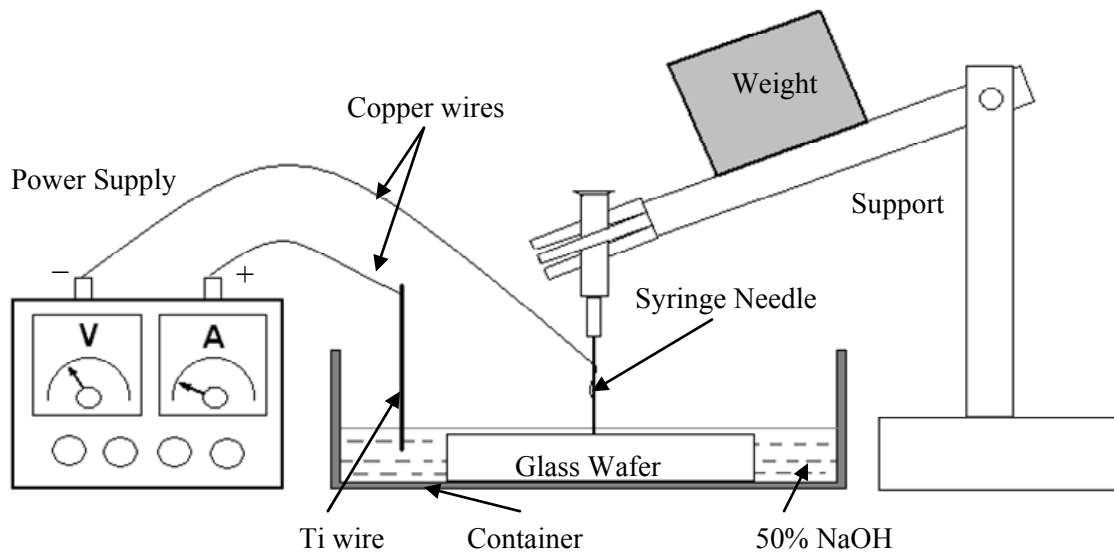 Weight
Copper wires
Power Supply
Support
− +
Syringe Needle
V A
Glass Wafer
Ti wire
Container
50% NaOH